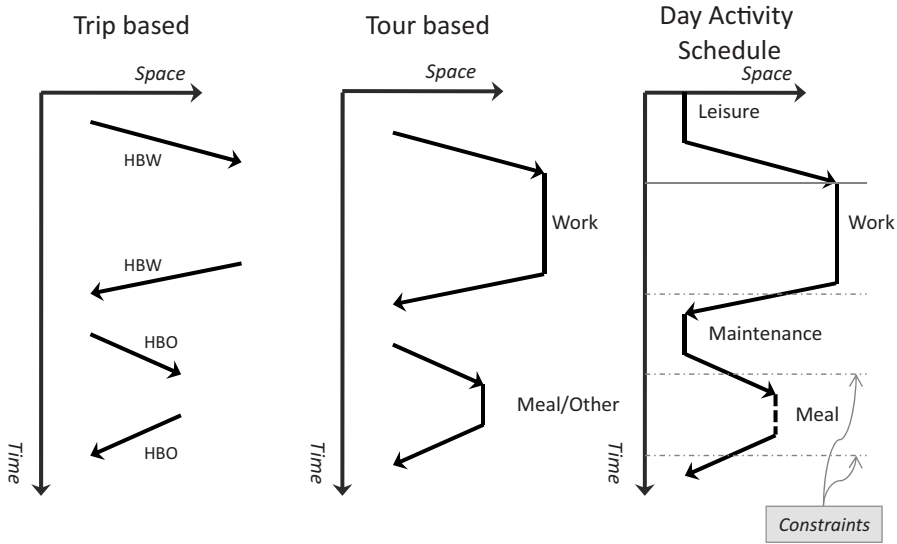 Trip based
Space
HBW
HBW
HBO
HBO
Time
Tour based
Space
Work
Meal/Other
Time
Day Activity
Schedule
Space
Leisure
Work
Maintenance
Meal
Time
Constraints